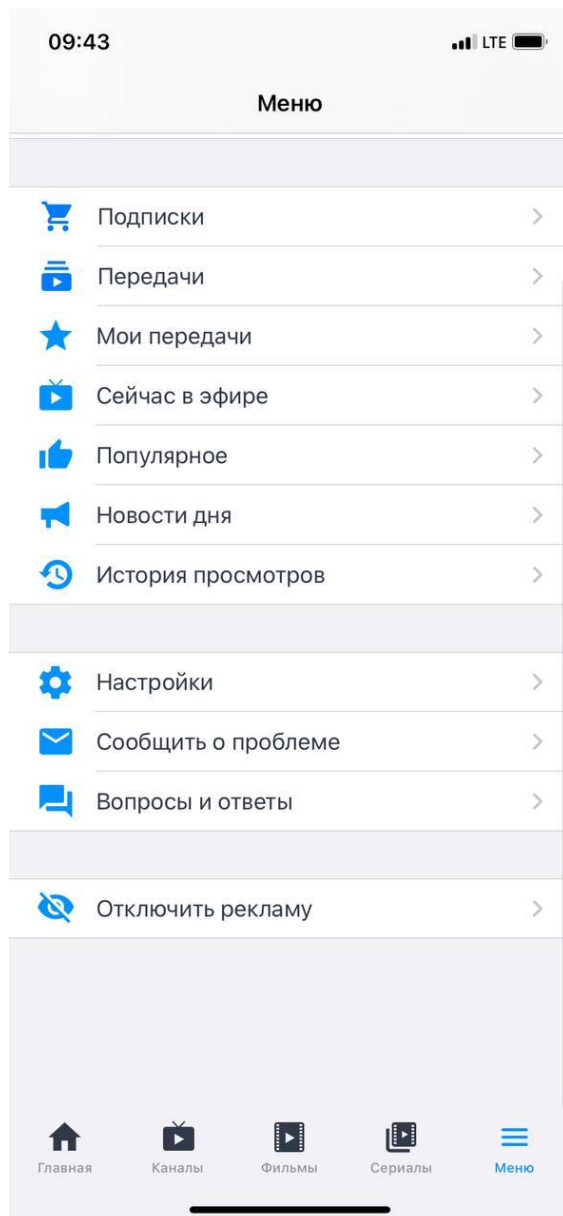 09:43
LTE
Меню
Подписки
Передачи
Мои передачи
Сейчас в эфире
Популярное
Новости дня
История просмотров
Настройки
Сообщить о проблеме
Вопросы и ответы
Отключить рекламу
Главная
Каналы
Фильмы
Сериалы
Меню